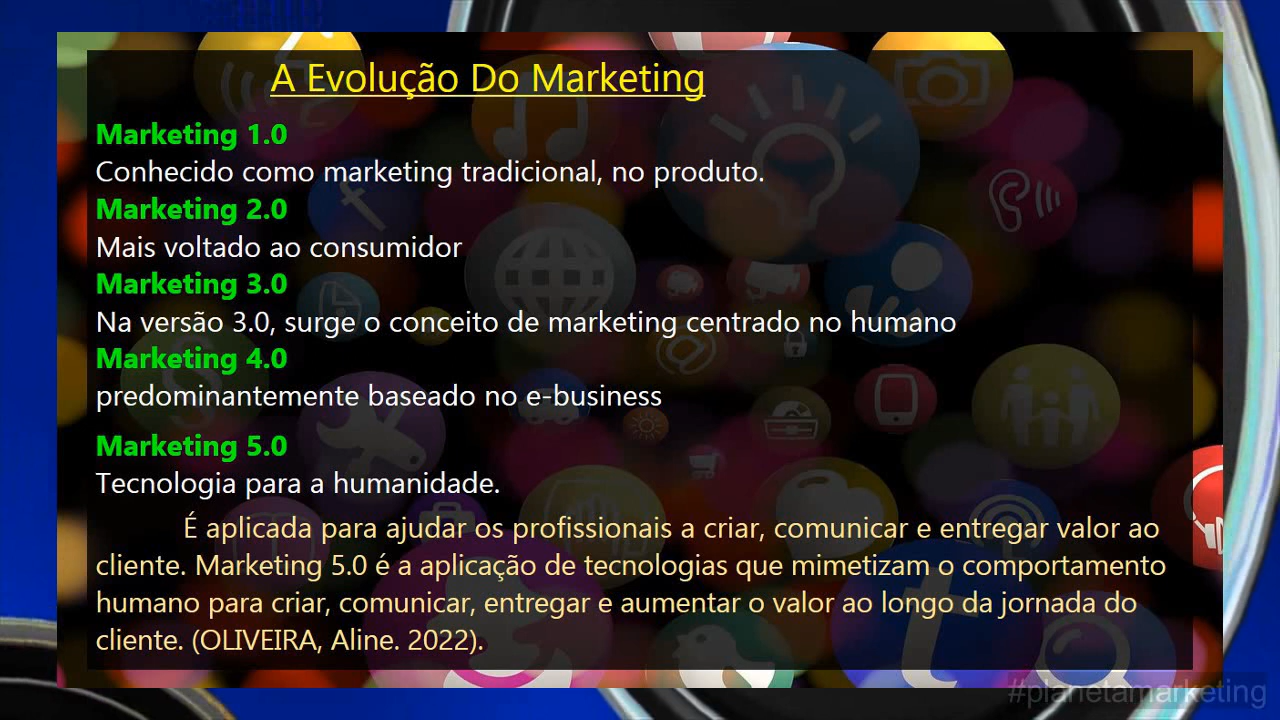 A Evolução Do Marketing
Marketing 1.0
Conhecido como marketing tradicional, no produto.
Marketing 2.0
Mais voltado ao consumidor
Marketing 3.0
Na versão 3.0, surge o conceito de marketing centrado no humano
Marketing 4.0
predominantemente baseado no e-business
Marketing 5.0
Tecnologia para a humanidade.
É aplicada para ajudar os profissionais a criar, comunicar e entregar valor ao
cliente. Marketing 5.0 é a aplicação de tecnologias que mimetizam o comportamento
humano para criar, comunicar, entregar e aumentar o valor ao longo da jornada do
cliente. (OLIVEIRA, Aline. 2022).
#planetamarketing